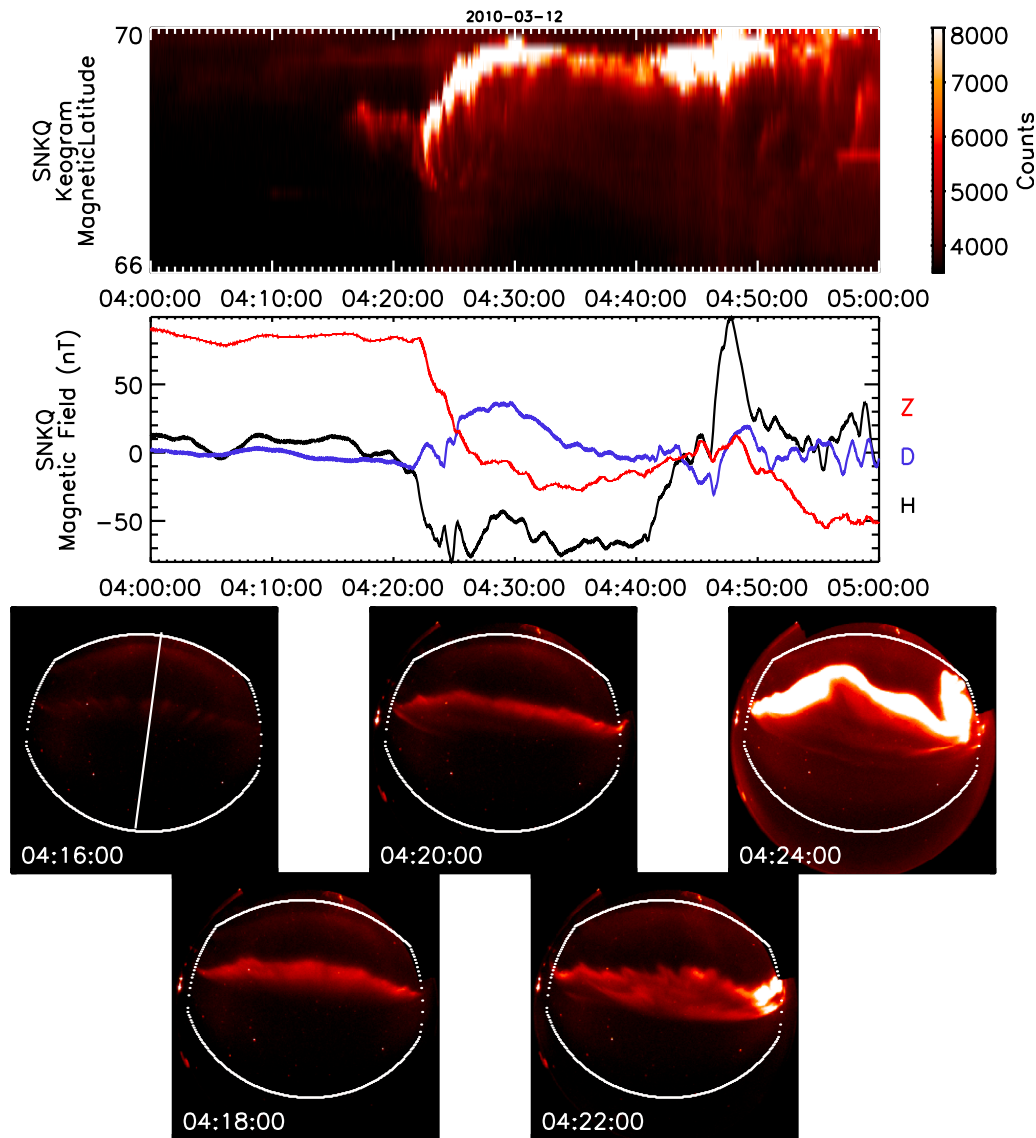 2010-03-12
70
66
SNKQ
Keogram
MagneticLatitude
04:00:00 04:10:00 04:20:00 04:30:00 04:40:00 04:50:00 05:00:00
8000
7000
6000
5000
4000
Counts
SNKQ
Magnetic Field (nT)
50
0
−50
Z
D
H
04:00:00 04:10:00 04:20:00 04:30:00 04:40:00 04:50:00 05:00:00
04:16:00
04:20:00
04:24:00
04:18:00
04:22:00